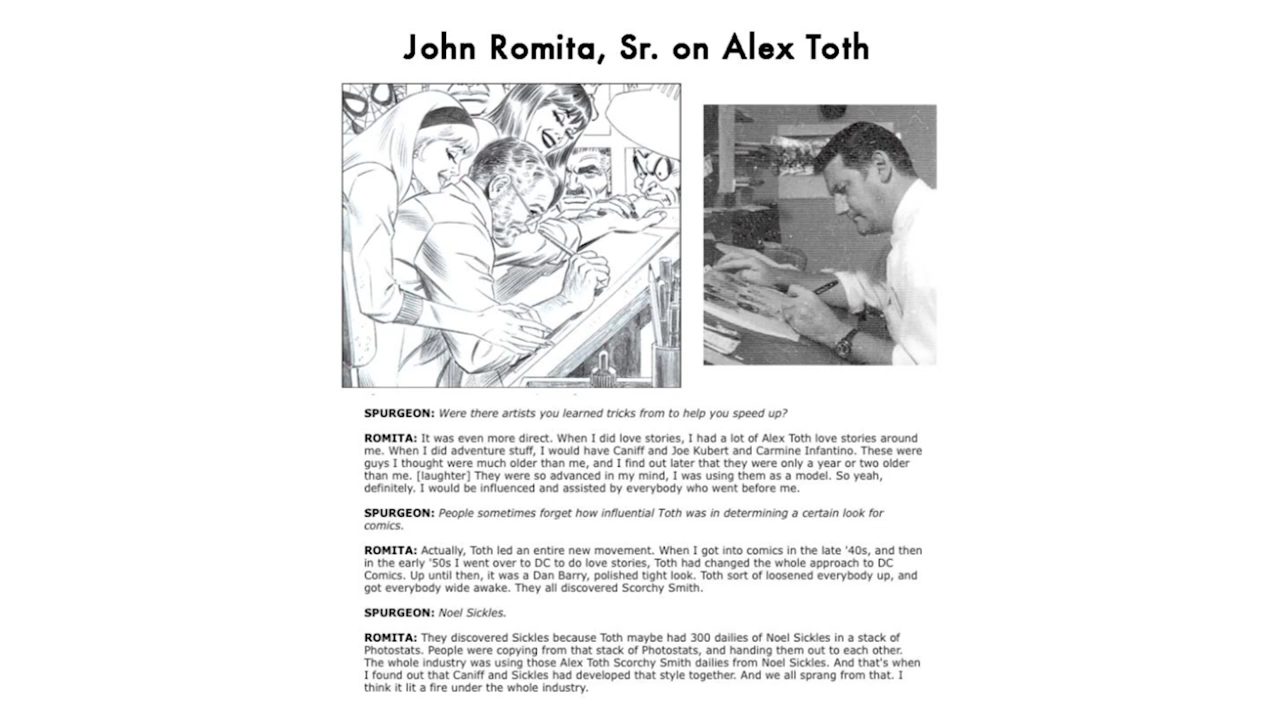 John Romita, Sr. on Alex Toth
SPURGEON: Were there artists you learned tricks from to help you speed up?
ROMITA: It was even more direct. When I did love stories, I had a lot of Alex Toth love stories around
me. When I did adventure stuff, I would have Caniff and Joe Kubert and Carmine Infantino. These were
guys I thought were much older than me, and I find out later that they were only a year or two older
than me. [laughter] They were so advanced in my mind, I was using them as a model. So yeah,
definitely. I would be influenced and assisted by everybody who went before me.
SPURGEON: People sometimes forget how influential Toth was in determining a certain look for
comics.
ROMITA: Actually, Toth led an entire new movement. When I got into comics in the late '40s, and then
in the early '50s I went over to DC to do love stories, Toth had changed the whole approach to DC
Comics. Up until then, it was a Dan Barry, polished tight look. Toth sort of loosened everybody up, and
got everybody wide awake. They all discovered Scorchy Smith.
SPURGEON: Noel Sickles.
ROMITA: They discovered Sickles because Toth maybe had 300 dailies of Noel Sickles in a stack of
Photostats. People were copying from that stack of Photostats, and handing them out to each other.
The whole industry was using those Alex Toth Scorchy Smith dailies from Noel Sickles. And that's when
I found out that Caniff and Sickles had developed that style together. And we all sprang from that. I
think it lit a fire under the whole industry.